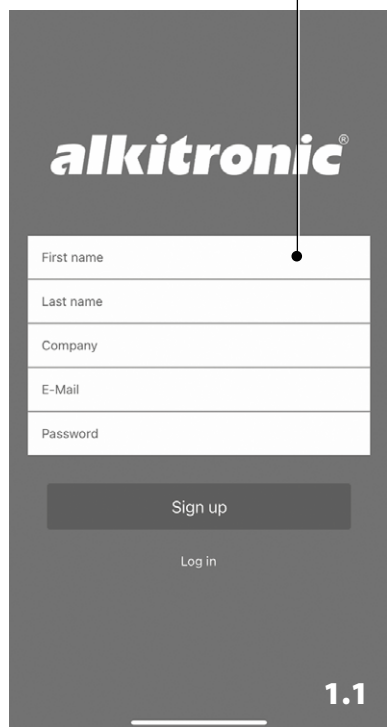 alkitronic®
First name
Last name
Company
E-Mail
Password
Sign up
Log in
1.1